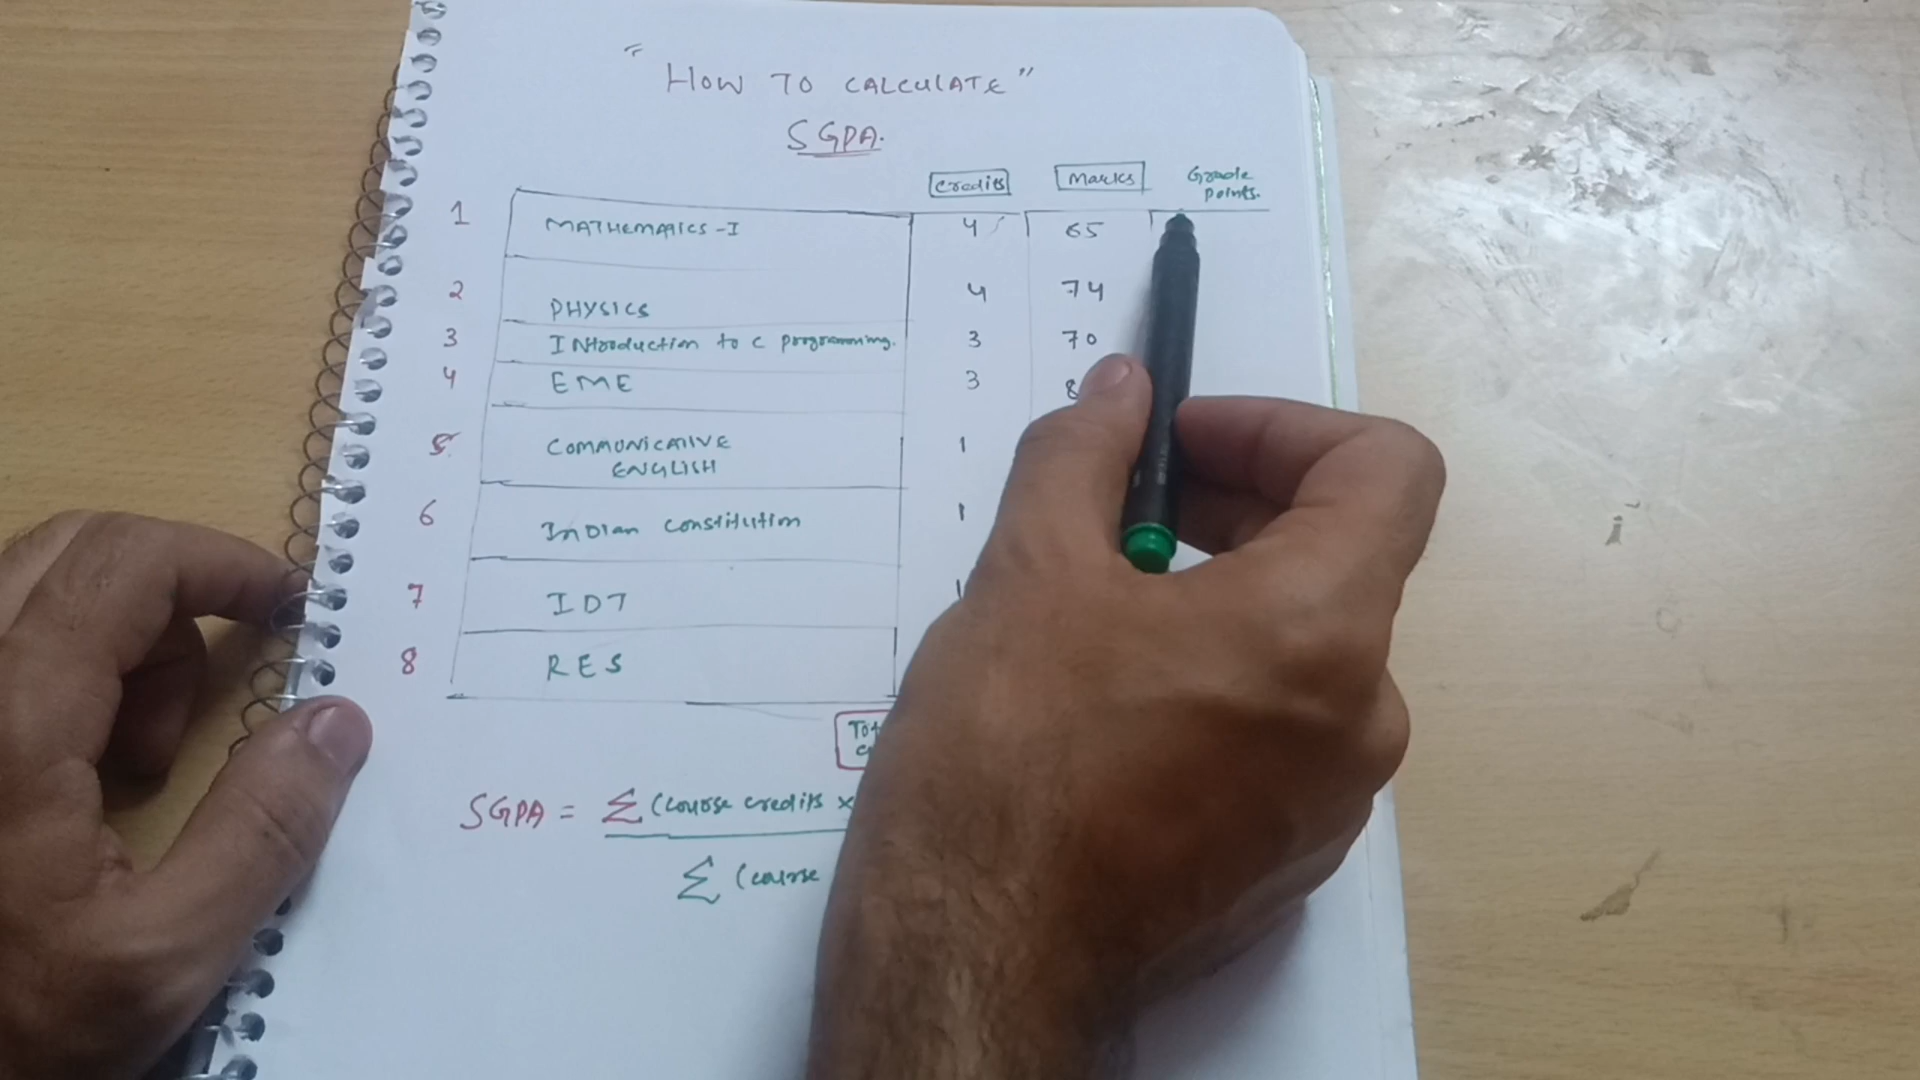 "HOW TO CALCULATE"
SGPA.
Credits Marks Grade points.
1 MATHEMATICS-I 4 65
2 PHYSICS 4 74
3 INtroduction to C programming. 3 70
4 EME 3 8
5. COMMUNICATIVE ENGLISH 1
6 InDIan Constitution 1
7 IDT 1
8 RES
SGPA = Σ (course credits x
Σ (course